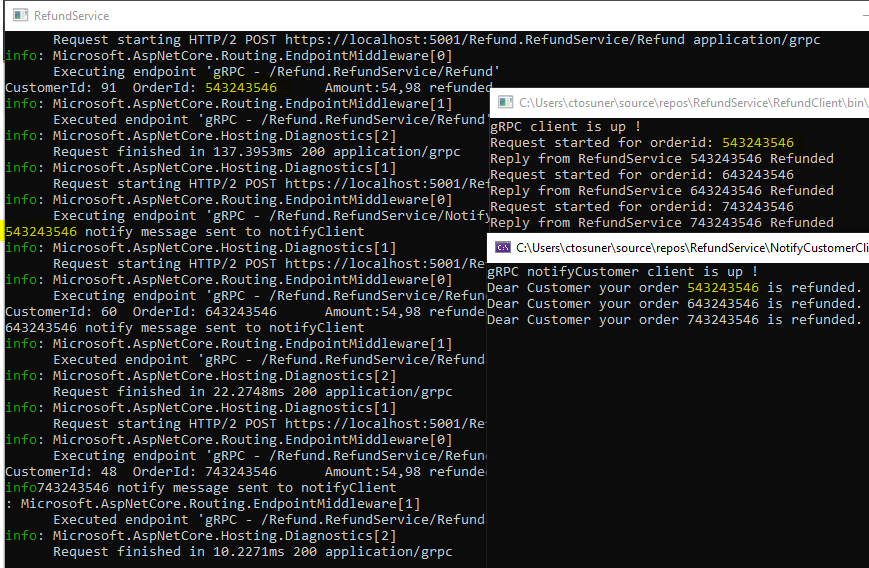 RefundService
Request starting HTTP/2 POST https://localhost:5001/Refund.RefundService/Refund application/grpc
info: Microsoft.AspNetCore.Routing.EndpointMiddleware[0]
Executing endpoint 'gRPC - /Refund.RefundService/Refund'
CustomerId: 91 OrderId: 543243546 Amount:54,98 refunded
info: Microsoft.AspNetCore.Routing.EndpointMiddleware[1]
Executed endpoint 'gRPC - /Refund.RefundService/Refund'
info: Microsoft.AspNetCore.Hosting.Diagnostics[2]
Request finished in 137.3953ms 200 application/grpc
info: Microsoft.AspNetCore.Hosting.Diagnostics[1]
Request starting HTTP/2 POST https://localhost:5001/Ref
info: Microsoft.AspNetCore.Routing.EndpointMiddleware[0]
Executing endpoint 'gRPC - /Refund.RefundService/Notify
543243546 notify message sent to notifyClient
info: Microsoft.AspNetCore.Hosting.Diagnostics[1]
Request starting HTTP/2 POST https://localhost:5001/Re
info: Microsoft.AspNetCore.Routing.EndpointMiddleware[0]
Executing endpoint 'gRPC - /Refund.RefundService/Refun
CustomerId: 60 OrderId: 643243546 Amount:54,98 refunde
643243546 notify message sent to notifyClient
info: Microsoft.AspNetCore.Routing.EndpointMiddleware[1]
Executed endpoint 'gRPC - /Refund.RefundService/Refund
info: Microsoft.AspNetCore.Hosting.Diagnostics[2]
Request finished in 22.2748ms 200 application/grpc
info: Microsoft.AspNetCore.Hosting.Diagnostics[1]
Request starting HTTP/2 POST https://localhost:5001/Re
info: Microsoft.AspNetCore.Routing.EndpointMiddleware[0]
Executing endpoint 'gRPC - /Refund.RefundService/Refun
CustomerId: 48 OrderId: 743243546 Amount:54,98 refunde
info743243546 notify message sent to notifyClient
: Microsoft.AspNetCore.Routing.EndpointMiddleware[1]
Executed endpoint 'gRPC - /Refund.RefundService/Refund
info: Microsoft.AspNetCore.Hosting.Diagnostics[2]
Request finished in 10.2271ms 200 application/grpc
C:\Users\ctosuner\source\repos\RefundService\RefundClient\bin\
gRPC client is up !
Request started for orderid: 543243546
Reply from RefundService 543243546 Refunded
Request started for orderid: 643243546
Reply from RefundService 643243546 Refunded
Request started for orderid: 743243546
Reply from RefundService 743243546 Refunded
C:\Users\ctosuner\source\repos\RefundService\NotifyCustomerCli
gRPC notifyCustomer client is up !
Dear Customer your order 543243546 is refunded.
Dear Customer your order 643243546 is refunded.
Dear Customer your order 743243546 is refunded.